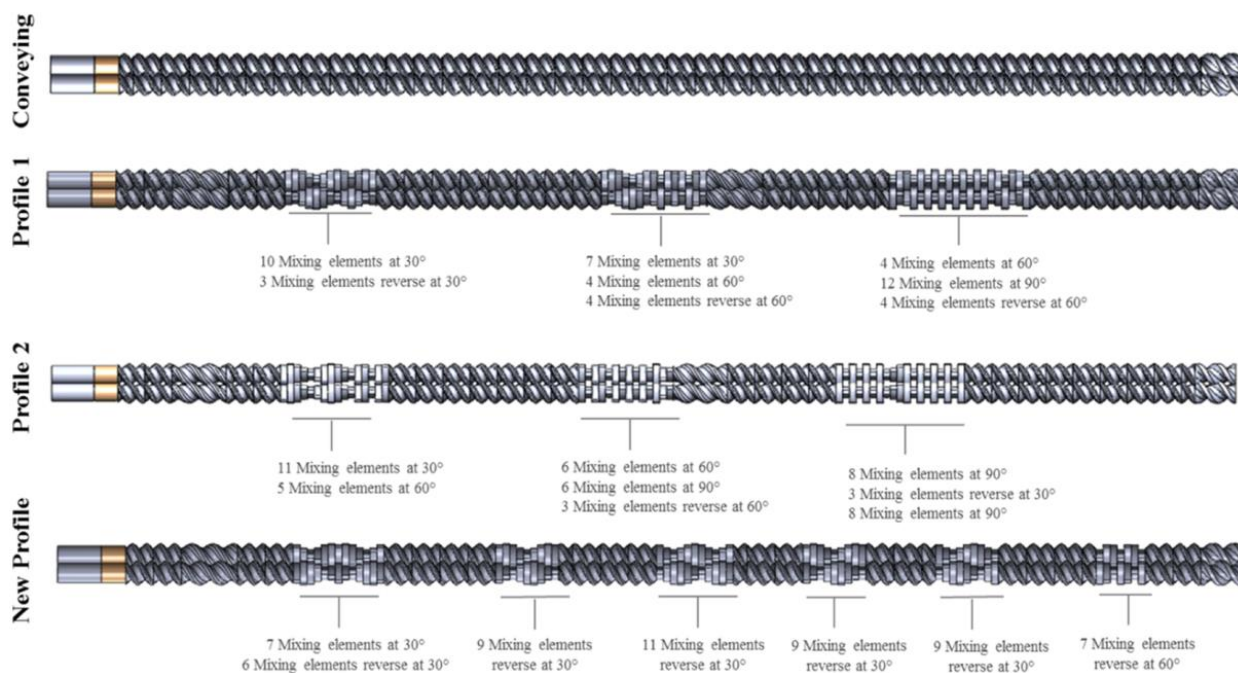 Conveying
Profile 1
10 Mixing elements at 30°
3 Mixing elements reverse at 30°
7 Mixing elements at 30°
4 Mixing elements at 60°
4 Mixing elements reverse at 60°
4 Mixing elements at 60°
12 Mixing elements at 90°
4 Mixing elements reverse at 60°
Profile 2
11 Mixing elements at 30°
5 Mixing elements at 60°
6 Mixing elements at 60°
6 Mixing elements at 90°
3 Mixing elements reverse at 60°
8 Mixing elements at 90°
3 Mixing elements reverse at 30°
8 Mixing elements at 90°
New Profile
7 Mixing elements at 30°
6 Mixing elements reverse at 30°
9 Mixing elements
reverse at 30°
11 Mixing elements
reverse at 30°
9 Mixing elements
reverse at 30°
9 Mixing elements
reverse at 30°
7 Mixing elements
reverse at 60°